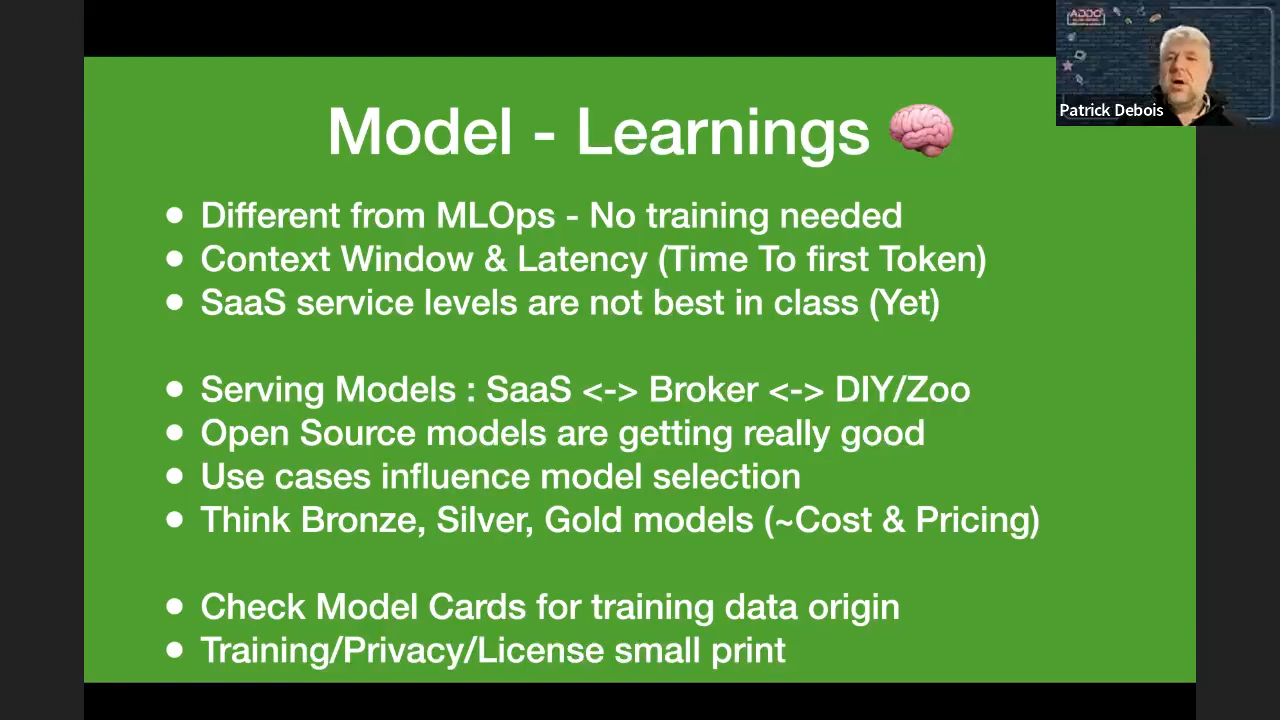 Model - Learnings 🧠
● Different from MLOps - No training needed
● Context Window & Latency (Time To first Token)
● SaaS service levels are not best in class (Yet)
● Serving Models : SaaS <-> Broker <-> DIY/Zoo
● Open Source models are getting really good
● Use cases influence model selection
● Think Bronze, Silver, Gold models (~Cost & Pricing)
● Check Model Cards for training data origin
● Training/Privacy/License small print
ADDO
Patrick Debois